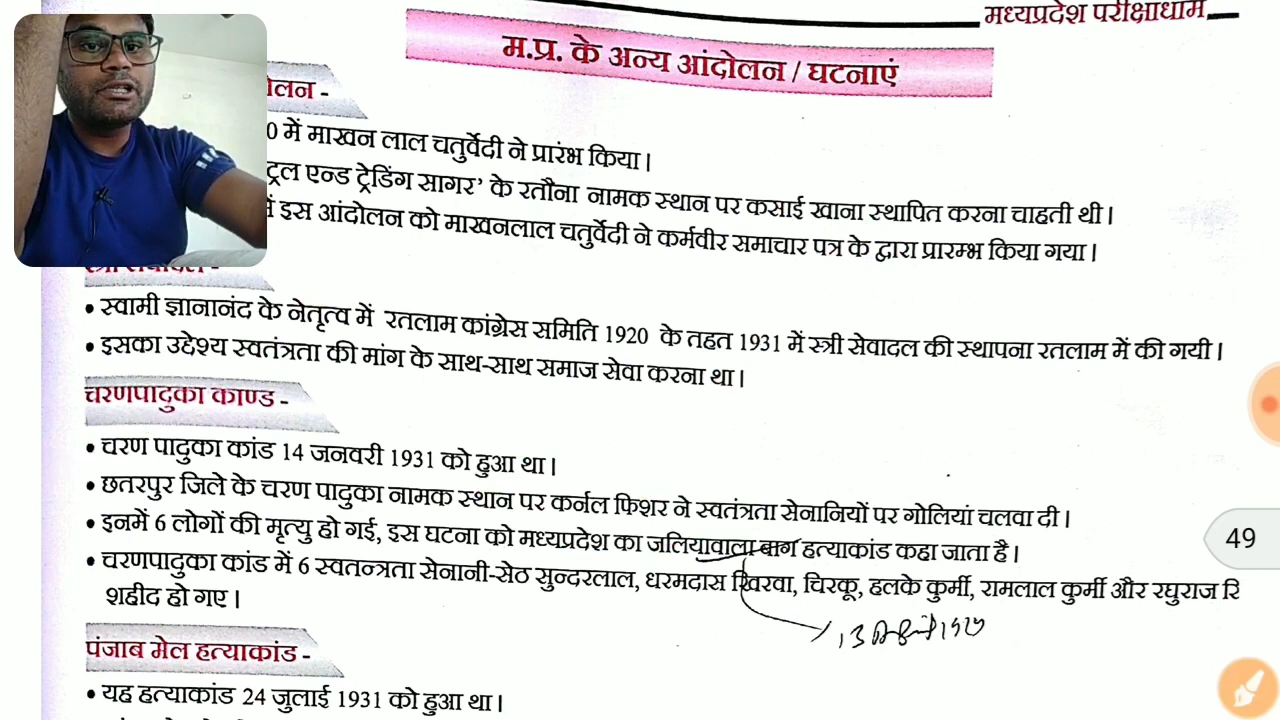 मध्यप्रदेश परीक्षाधाम
म.प्र. के अन्य आंदोलन / घटनाएं
0 में माखन लाल चतुर्वेदी ने प्रारंभ किया।
ट्रल एन्ड ट्रेडिंग सागर’ के रतौना नामक स्थान पर कसाई खाना स्थापित करना चाहती थी।
इस आंदोलन को माखनलाल चतुर्वेदी ने कर्मवीर समाचार पत्र के द्वारा प्रारम्भ किया गया।
• स्वामी ज्ञानानंद के नेतृत्व में रतलाम कांग्रेस समिति 1920 के तहत 1931 में स्त्री सेवादल की स्थापना रतलाम में की गयी।
• इसका उद्देश्य स्वतंत्रता की मांग के साथ-साथ समाज सेवा करना था।
चरणपादुका काण्ड -
• चरण पादुका कांड 14 जनवरी 1931 को हुआ था।
• छतरपुर जिले के चरण पादुका नामक स्थान पर कर्नल फिशर ने स्वतंत्रता सेनानियों पर गोलियां चलवा दी।
49
• इनमें 6 लोगों की मृत्यु हो गई, इस घटना को मध्यप्रदेश का जलियावाला बाग हत्याकांड कहा जाता है।
• चरणपादुका कांड में 6 स्वतन्त्रता सेनानी-सेठ सुन्दरलाल, धरमदास खिरवा, चिरकू, हलके कुर्मी, रामलाल कुर्मी और रघुराज
शहीद हो गए।
13
पंजाब मेल हत्याकांड -
• यह हत्याकांड 24 जुलाई 1931 को हुआ था।